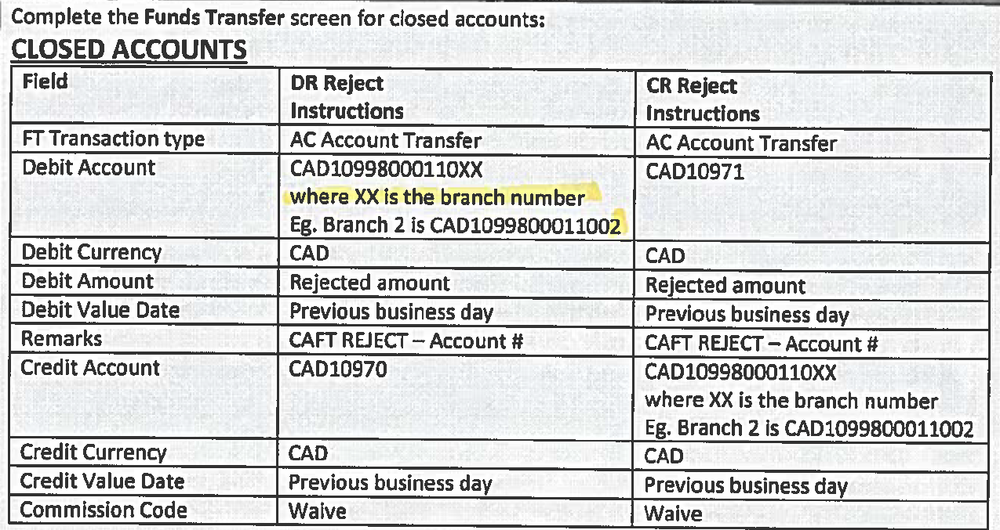 Complete the Funds Transfer screen for closed accounts:
CLOSED ACCOUNTS
Field DR Reject Instructions CR Reject Instructions
FT Transaction type AC Account Transfer AC Account Transfer
Debit Account CAD10998000110XX CAD10971
where XX is the branch number
Eg. Branch 2 is CAD1099800011002
Debit Currency CAD CAD
Debit Amount Rejected amount Rejected amount
Debit Value Date Previous business day Previous business day
Remarks CAFT REJECT – Account # CAFT REJECT – Account #
Credit Account CAD10970 CAD10998000110XX
where XX is the branch number
Eg. Branch 2 is CAD1099800011002
Credit Currency CAD CAD
Credit Value Date Previous business day Previous business day
Commission Code Waive Waive